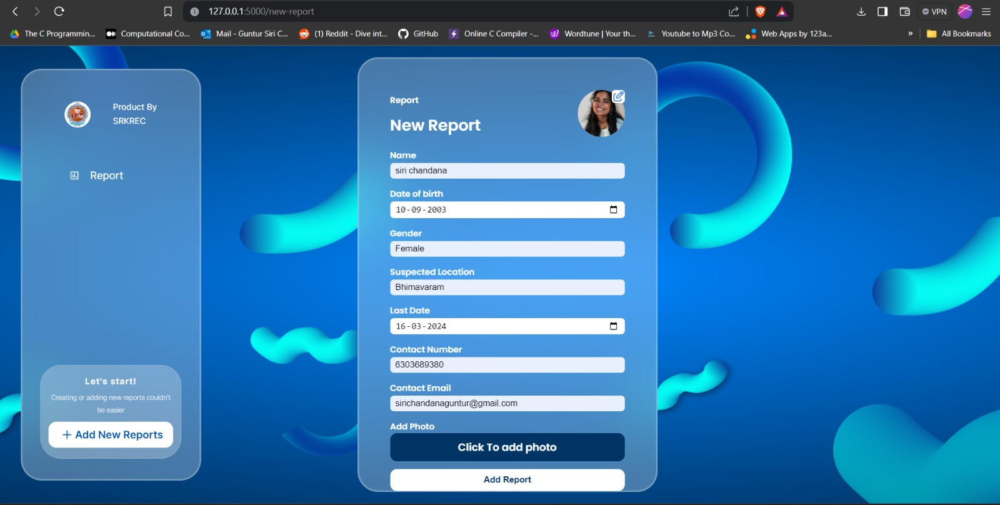 127.0.0.1:5000/new-report
VPN
The C Programmin...
Computational Co...
Mail - Guntur Siri C...
(1) Reddit - Dive int...
GitHub
Online C Compiler -...
Wordtune | Your th...
Youtube to Mp3 Co...
Web Apps by 123a...
»
All Bookmarks
Product By
SRKREC
Report
Let's start!
Creating or adding new reports couldn't
be easier
+ Add New Reports
Report
New Report
Name
siri chandana
Date of birth
10-09-2003
Gender
Female
Suspected Location
Bhimavaram
Last Date
16-03-2024
Contact Number
6303689380
Contact Email
sirichandanaguntur@gmail.com
Add Photo
Click To add photo
Add Report